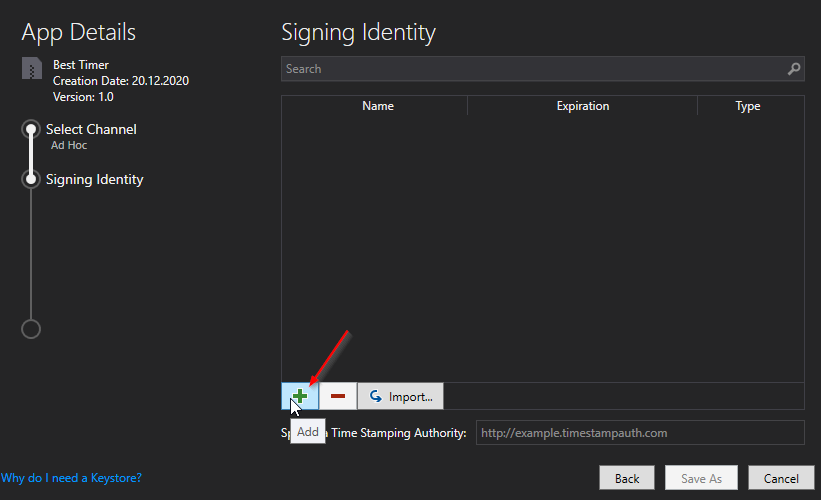 App Details
Best Timer
Creation Date: 20.12.2020
Version: 1.0
Select Channel
Ad Hoc
Signing Identity
Signing Identity
Search
Name Expiration Type
Import...
Add
Time Stamping Authority: http://example.timestampauth.com
Why do I need a Keystore?
Back Save As Cancel